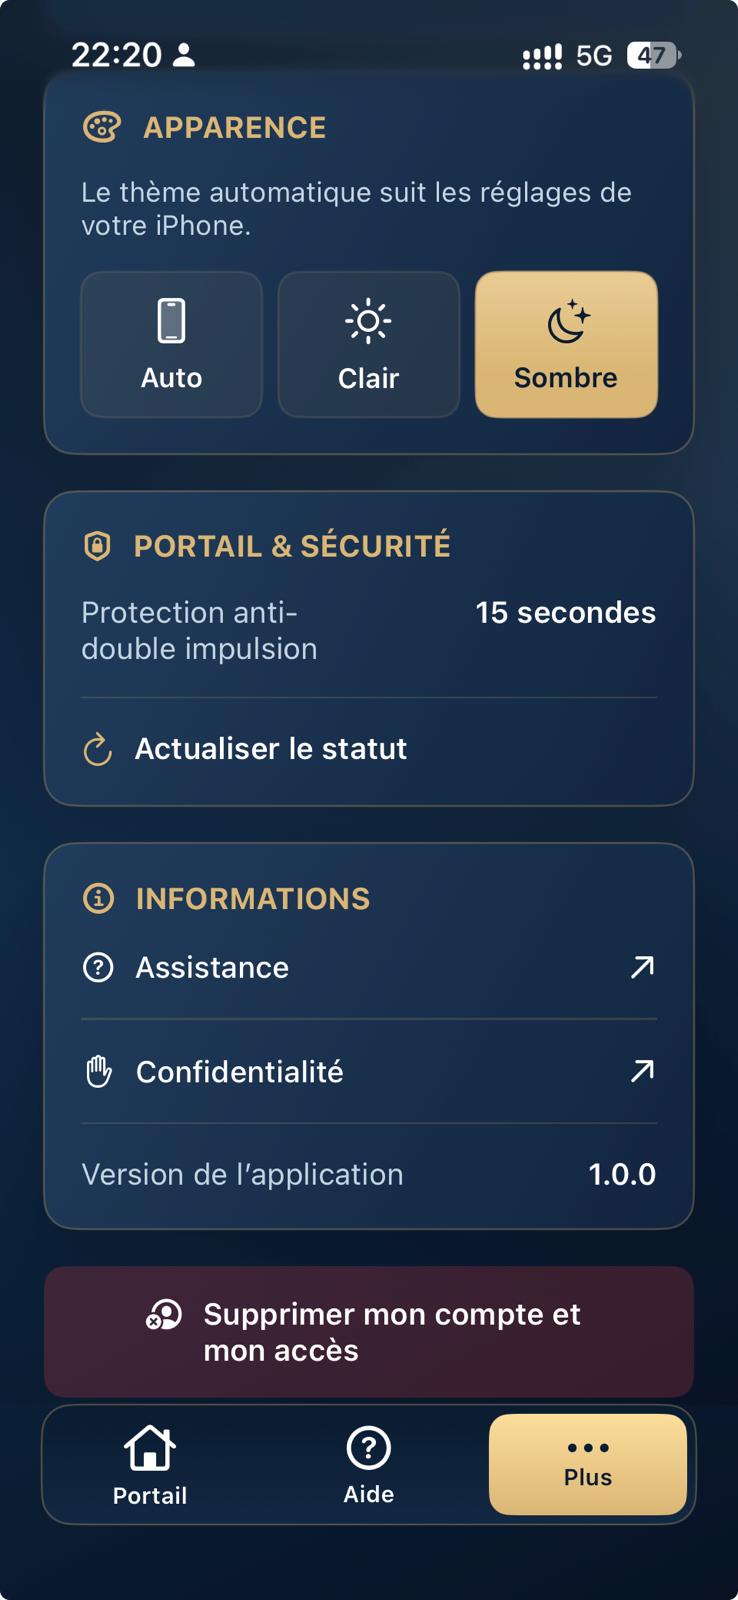 22:20
5G
47
APPARENCE
Le thème automatique suit les réglages de
votre iPhone.
Auto
Clair
Sombre
PORTAIL & SÉCURITÉ
Protection anti-
double impulsion
15 secondes
Actualiser le statut
INFORMATIONS
Assistance
Confidentialité
Version de l’application
1.0.0
Supprimer mon compte et
mon accès
Portail
Aide
Plus